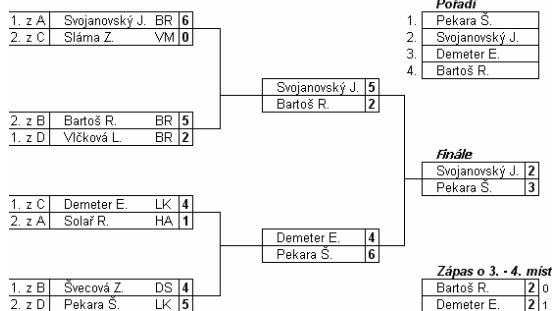 Pořadí
1. z A Svojanovský J. BR 6
2. z C Sláma Z. VM 0
1. Pekara Š.
2. Svojanovský J.
3. Demeter E.
4. Bartoš R.
Svojanovský J. 5
Bartoš R. 2
2. z B Bartoš R. BR 5
1. z D Vlčková L. BR 2
Finále
Svojanovský J. 2
Pekara Š. 3
1. z C Demeter E. LK 4
2. z A Solař R. HA 1
Demeter E. 4
Pekara Š. 6
Zápas o 3. - 4. míst
1. z B Švecová Z. DS 4
2. z D Pekara Š. LK 5
Bartoš R. 2 0
Demeter E. 2 1